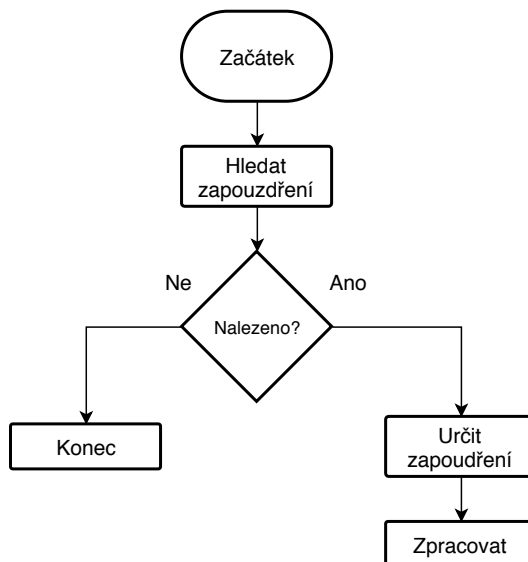 Začátek
Hledat
zapouzdření
Ne
Ano
Nalezeno?
Konec
Určit
zapoudření
Zpracovat